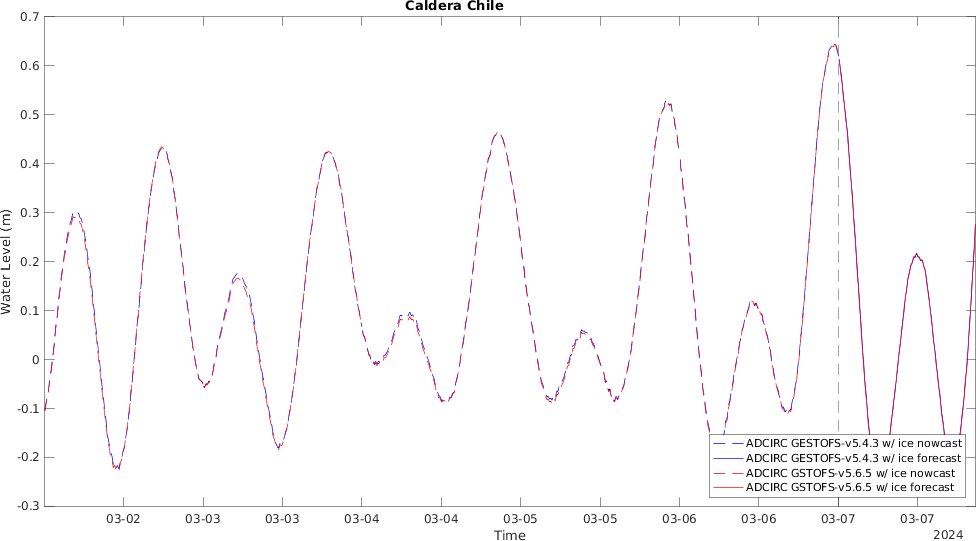 Caldera Chile
0.7
0.6
0.5
0.4
0.3
0.2
0.1
0
-0.1
-0.2
-0.3
Water Level (m)
ADCIRC GESTOFS-v5.4.3 w/ ice nowcast
ADCIRC GESTOFS-v5.4.3 w/ ice forecast
ADCIRC GSTOFS-v5.6.5 w/ ice nowcast
ADCIRC GSTOFS-v5.6.5 w/ ice forecast
03-02 03-03 03-03 03-04 03-04 03-05 03-05 03-06 03-06 03-07 03-07
Time
2024